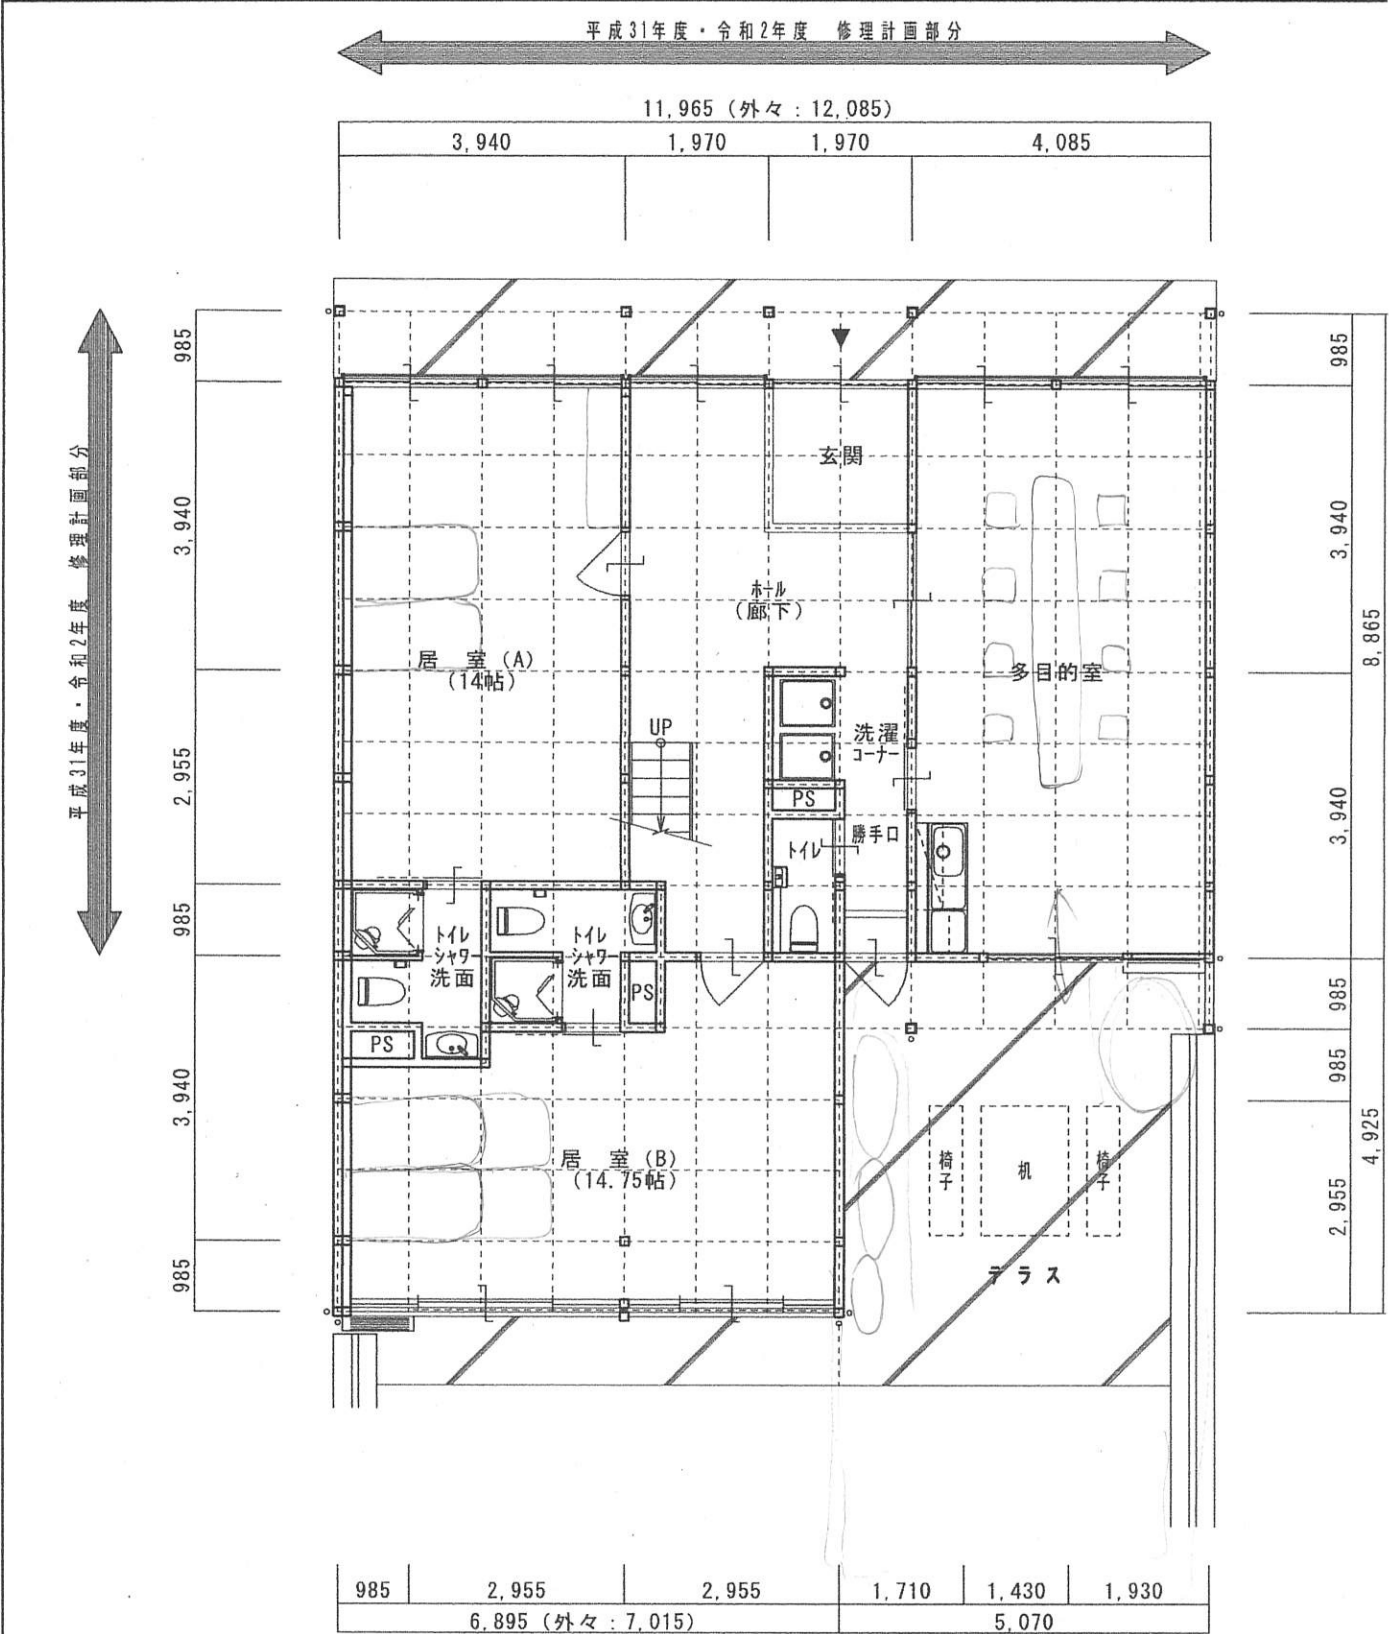 平成31年度・令和2年度　修理計画部分
11,965 (外々：12,085)
3,940
1,970
1,970
4,085
平成31年度・令和2年度　修理計画部分
985
3,940
2,955
985
3,940
985
985
3,940
3,940
8,865
985
985
2,955
4,925
玄関
ホール
(廊下)
居　室 (A)
(14帖)
多目的室
UP
洗濯
コーナー
PS
トイレ
勝手口
トイレ
シャワー
洗面
トイレ
シャワー
洗面
PS
PS
居　室 (B)
(14.75帖)
椅子
机
椅子
テラス
985
2,955
2,955
1,710
1,430
1,930
6,895 (外々：7,015)
5,070